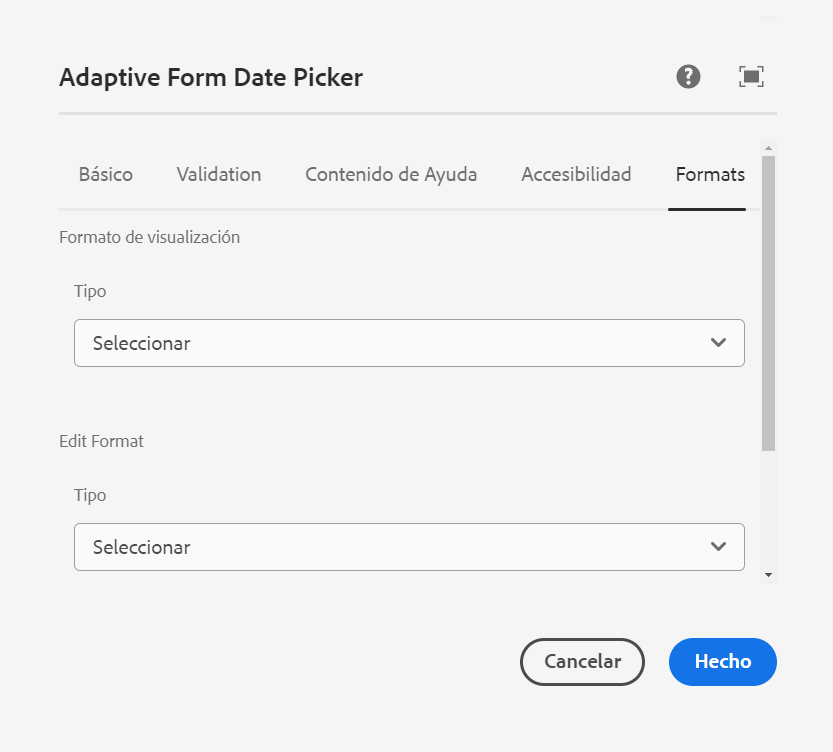 Adaptive Form Date Picker
Básico Validation Contenido de Ayuda Accesibilidad Formats
Formato de visualización
Tipo
Seleccionar
Edit Format
Tipo
Seleccionar
Cancelar Hecho